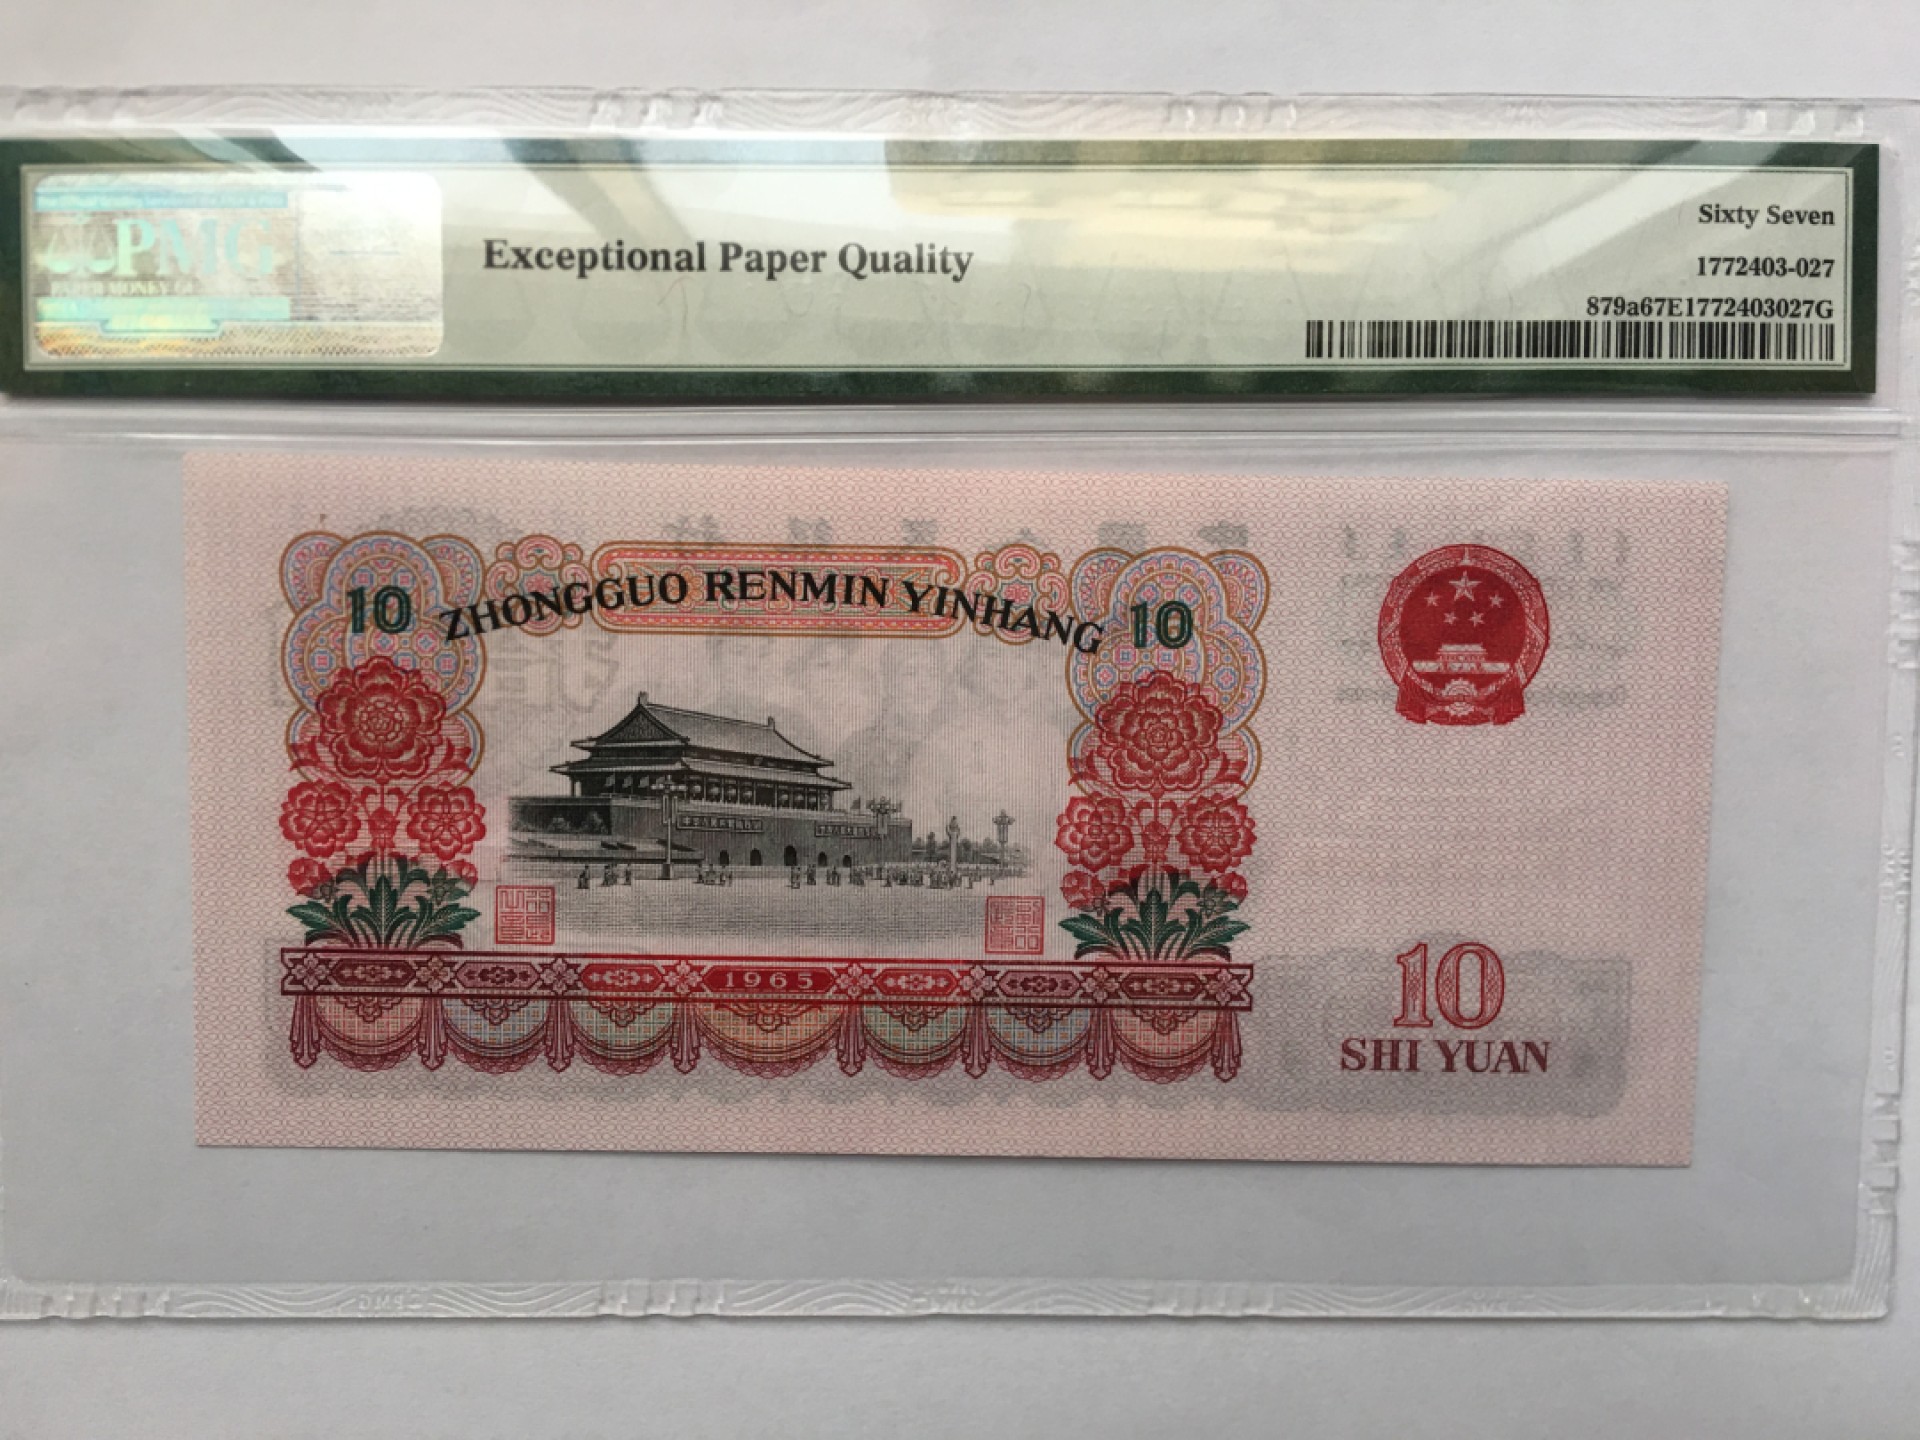 PMG
Exceptional Paper Quality
Sixty Seven
1772403-027
879a67E1772403027G
10 ZHONGGUO RENMIN YINHANG 10
1965
10
SHI YUAN